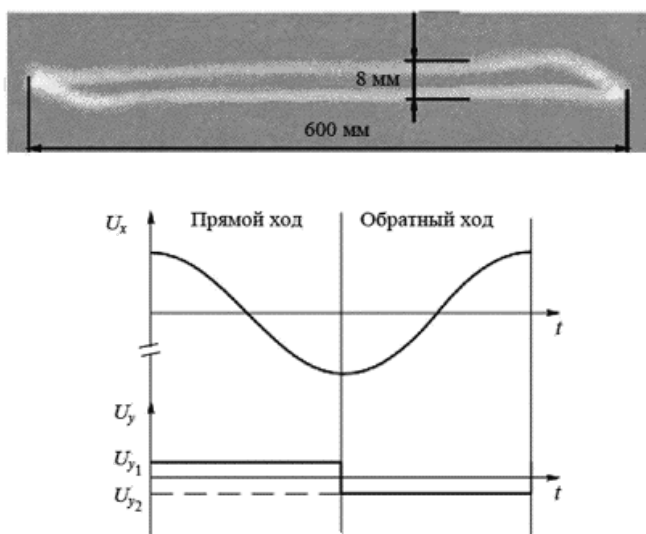 8 мм
600 мм
Uₓ
Прямой ход
Обратный ход
t
U_y
U_y₁
U_y₂
t